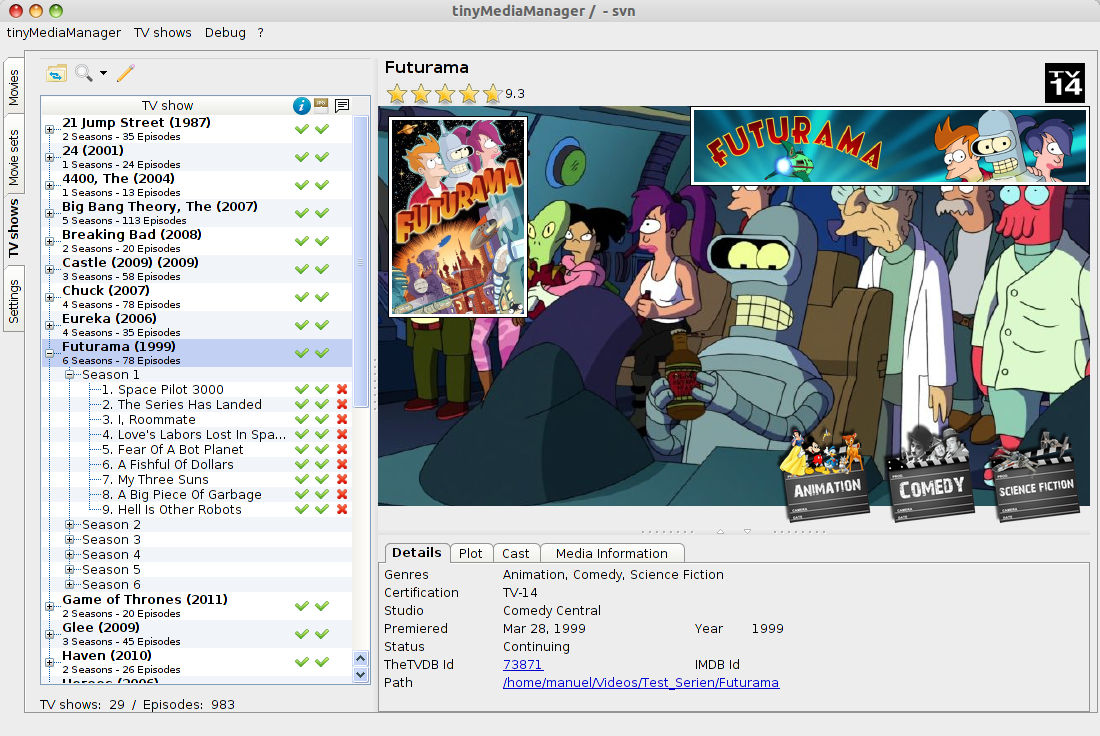 tinyMediaManager / - svn
tinyMediaManager TV shows Debug ?
Movies
Movie sets
TV shows
Settings
TV show
21 Jump Street (1987)
2 Seasons - 35 Episodes
24 (2001)
1 Seasons - 24 Episodes
4400, The (2004)
1 Seasons - 13 Episodes
Big Bang Theory, The (2007)
5 Seasons - 113 Episodes
Breaking Bad (2008)
2 Seasons - 20 Episodes
Castle (2009) (2009)
3 Seasons - 58 Episodes
Chuck (2007)
4 Seasons - 78 Episodes
Eureka (2006)
4 Seasons - 35 Episodes
Futurama (1999)
6 Seasons - 78 Episodes
Season 1
1. Space Pilot 3000
2. The Series Has Landed
3. I, Roommate
4. Love's Labors Lost In Spa...
5. Fear Of A Bot Planet
6. A Fishful Of Dollars
7. My Three Suns
8. A Big Piece Of Garbage
9. Hell Is Other Robots
Season 2
Season 3
Season 4
Season 5
Season 6
Game of Thrones (2011)
2 Seasons - 20 Episodes
Glee (2009)
3 Seasons - 45 Episodes
Haven (2010)
2 Seasons - 26 Episodes
Heroes (2006)
TV shows: 29 / Episodes: 983
Futurama
9.3
TV
14
FUTURAMA
FUTURAMA
ANIMATION
COMEDY
SCIENCE FICTION
Details Plot Cast Media Information
Genres Animation, Comedy, Science Fiction
Certification TV-14
Studio Comedy Central
Premiered Mar 28, 1999 Year 1999
Status Continuing
TheTVDB Id 73871 IMDB Id
Path /home/manuel/Videos/Test_Serien/Futurama